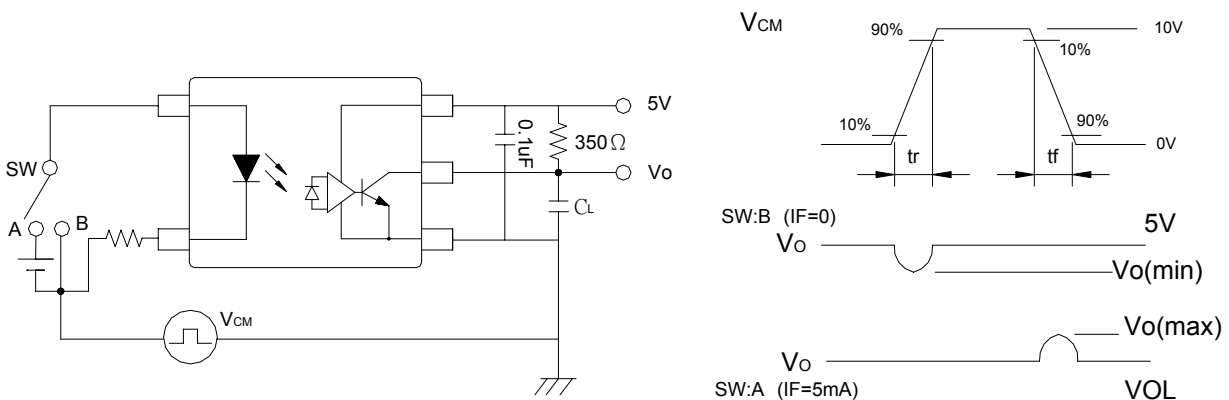 SW
A
B
VCM
0.1uF
350Ω
CL
5V
Vo
VCM
90%
10%
10V
10%
90%
0V
tr
tf
SW:B (IF=0)
5V
Vo
Vo(min)
Vo(max)
Vo
SW:A (IF=5mA)
VOL